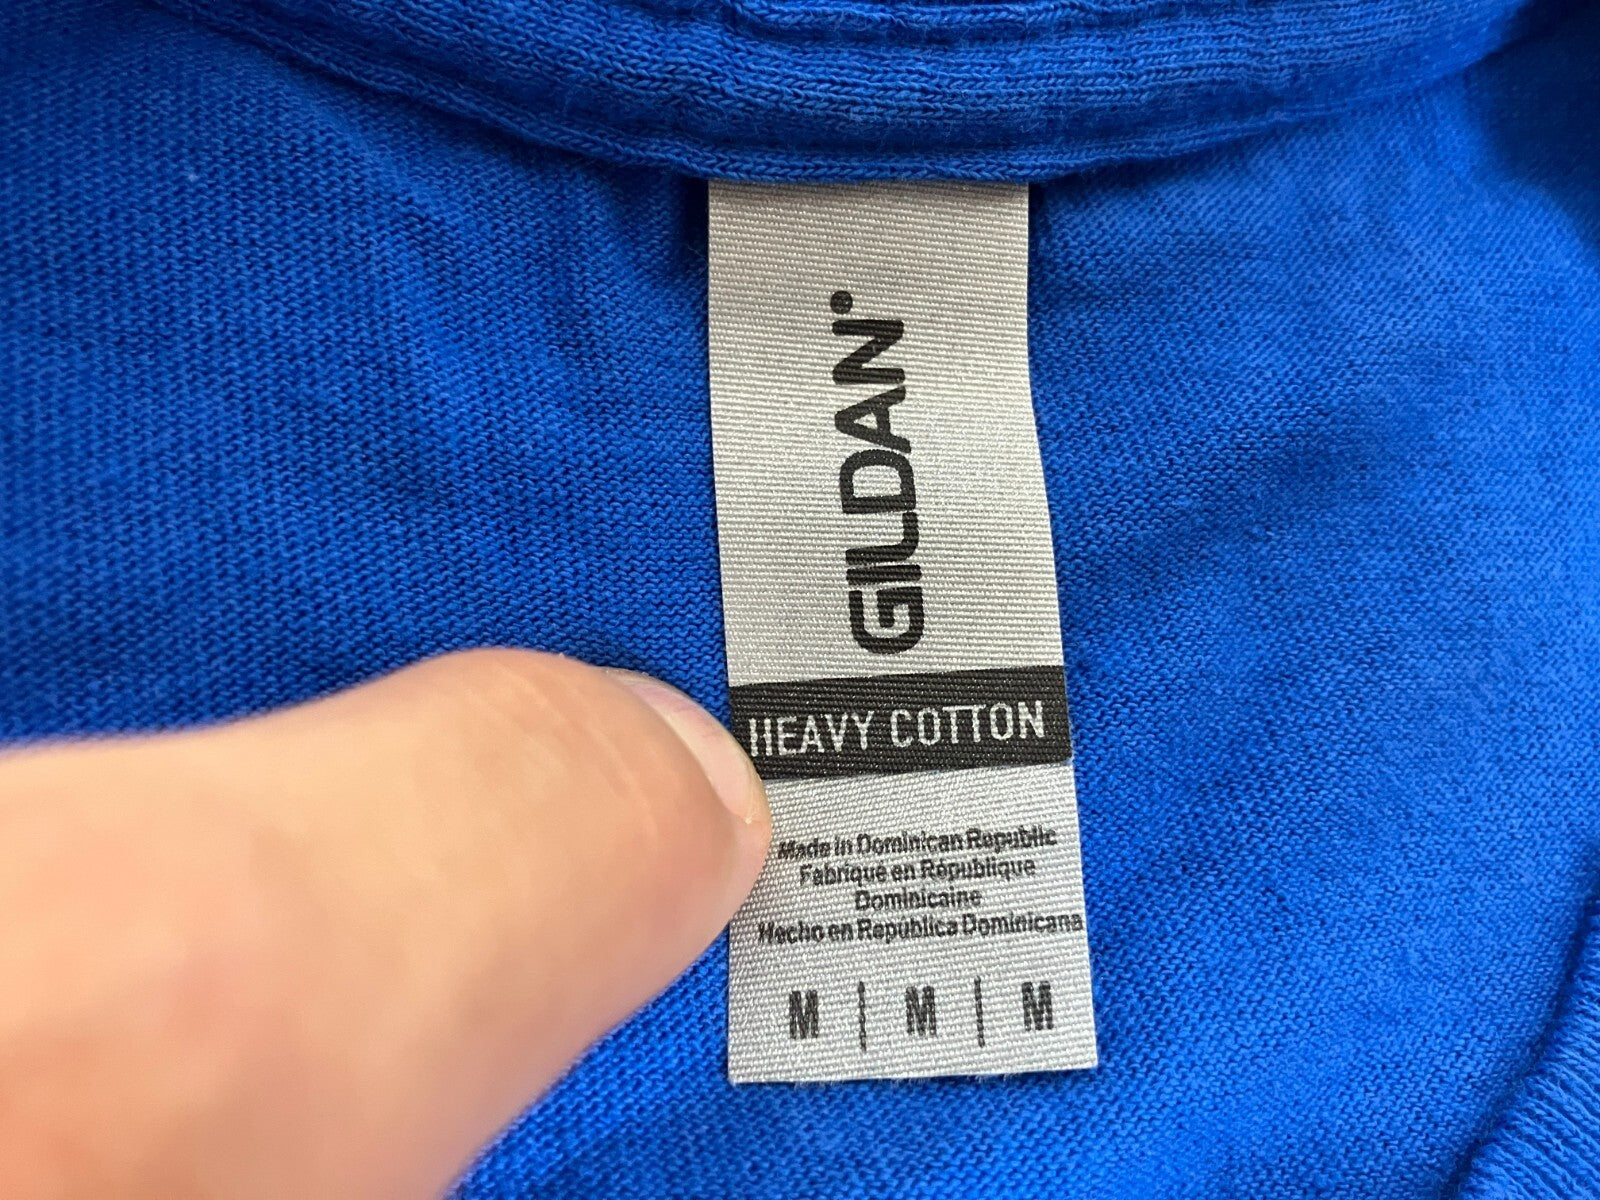 GILDAN®
HEAVY COTTON
Made in Dominican Republic
Fabriqué en République
Dominicaine
Hecho en República Dominicana
M | M | M